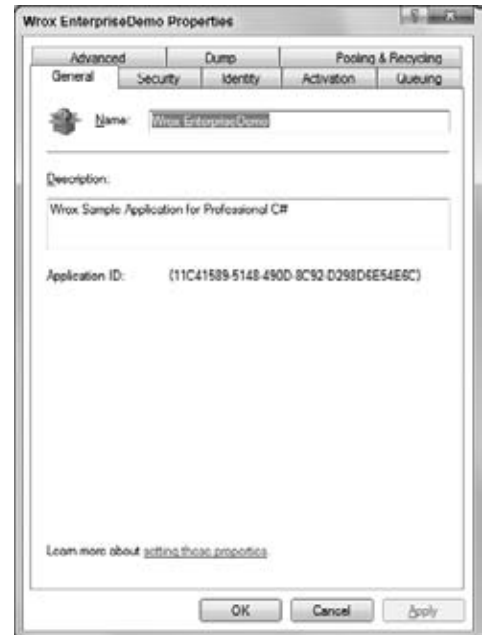 Wrox EnterpriseDemo Properties
Advanced
Dump
Pooling & Recycling
General
Security
Identity
Activation
Queuing
Name: Wrox EnterpriseDemo
Description:
Wrox Sample Application for Professional C#
Application ID: {11C41589-5148-490D-8C92-D298D6E54E6C}
Learn more about setting these properties.
OK
Cancel
Apply